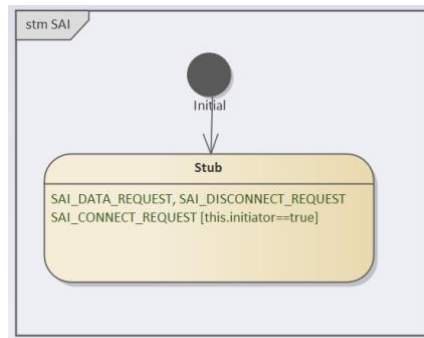 stm SAI
Initial
Stub
SAI_DATA_REQUEST, SAI_DISCONNECT_REQUEST
SAI_CONNECT_REQUEST [this.initiator==true]